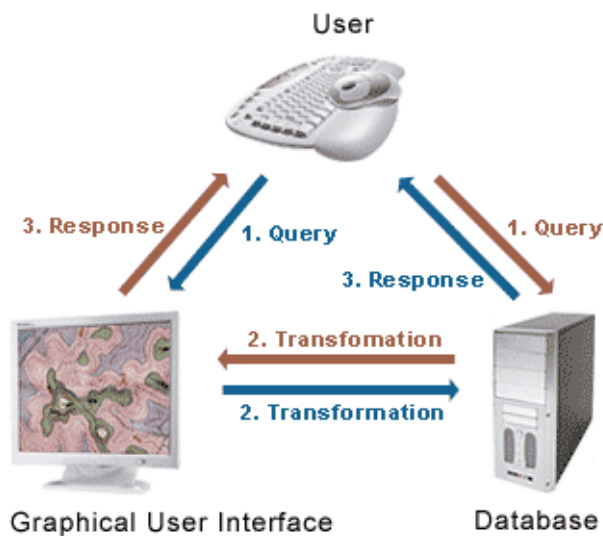 User
3. Response
1. Query
1. Query
3. Response
2. Transfomation
2. Transformation
Graphical User Interface
Database